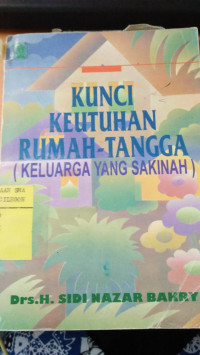 KUNCI
KEUTUHAN
RUMAH-TANGGA
( KELUARGA YANG SAKINAH )
Drs.H. SIDI NAZAR BAKRY